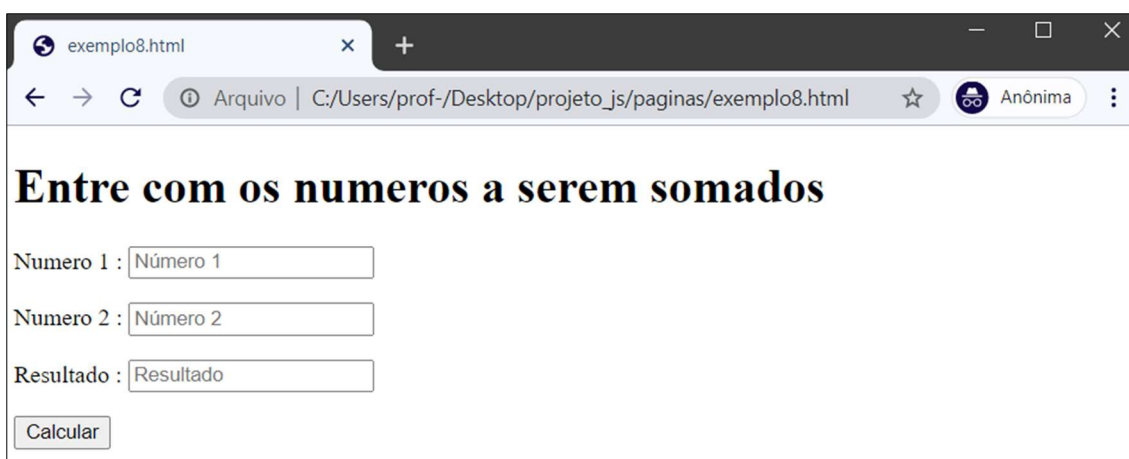 exemplo8.html
Arquivo | C:/Users/prof-/Desktop/projeto_js/paginas/exemplo8.html Anônima
Entre com os numeros a serem somados
Numero 1 : Número 1
Numero 2 : Número 2
Resultado : Resultado
Calcular